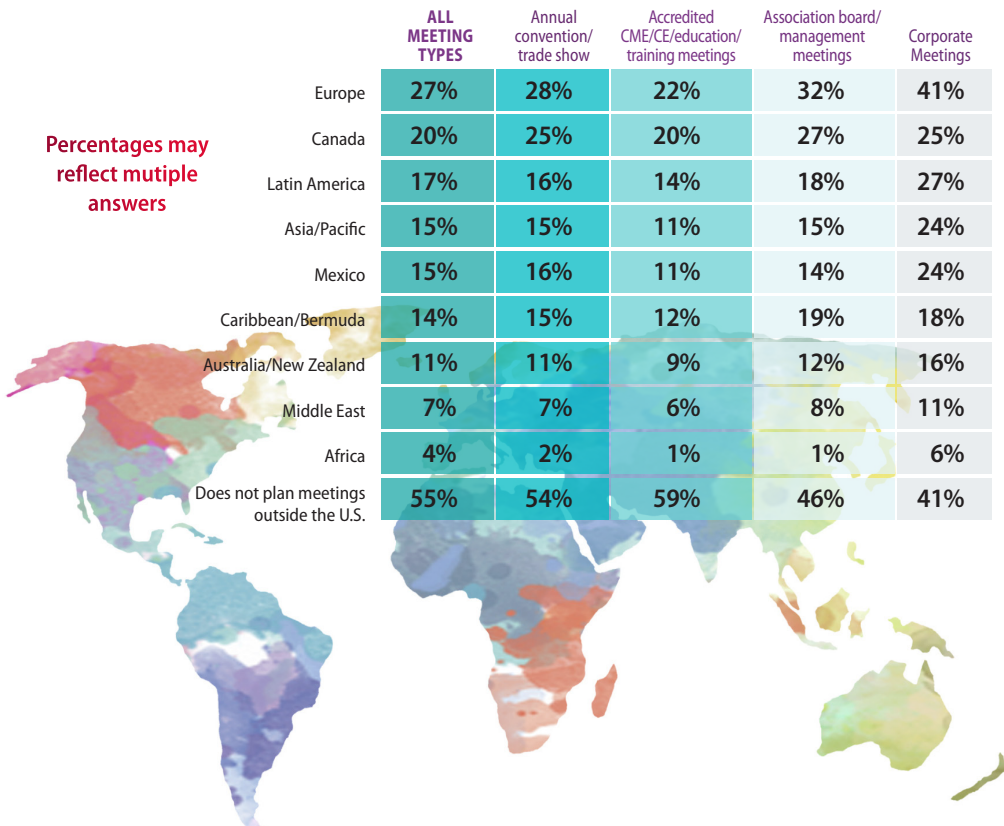 ALL
MEETING
TYPES
Annual
convention/
trade show
Accredited
CME/CE/education/
training meetings
Association board/
management
meetings
Corporate
Meetings
Percentages may
reflect mutiple
answers
Europe 27% 28% 22% 32% 41%
Canada 20% 25% 20% 27% 25%
Latin America 17% 16% 14% 18% 27%
Asia/Pacific 15% 15% 11% 15% 24%
Mexico 15% 16% 11% 14% 24%
Caribbean/Bermuda 14% 15% 12% 19% 18%
Australia/New Zealand 11% 11% 9% 12% 16%
Middle East 7% 7% 6% 8% 11%
Africa 4% 2% 1% 1% 6%
Does not plan meetings
outside the U.S. 55% 54% 59% 46% 41%